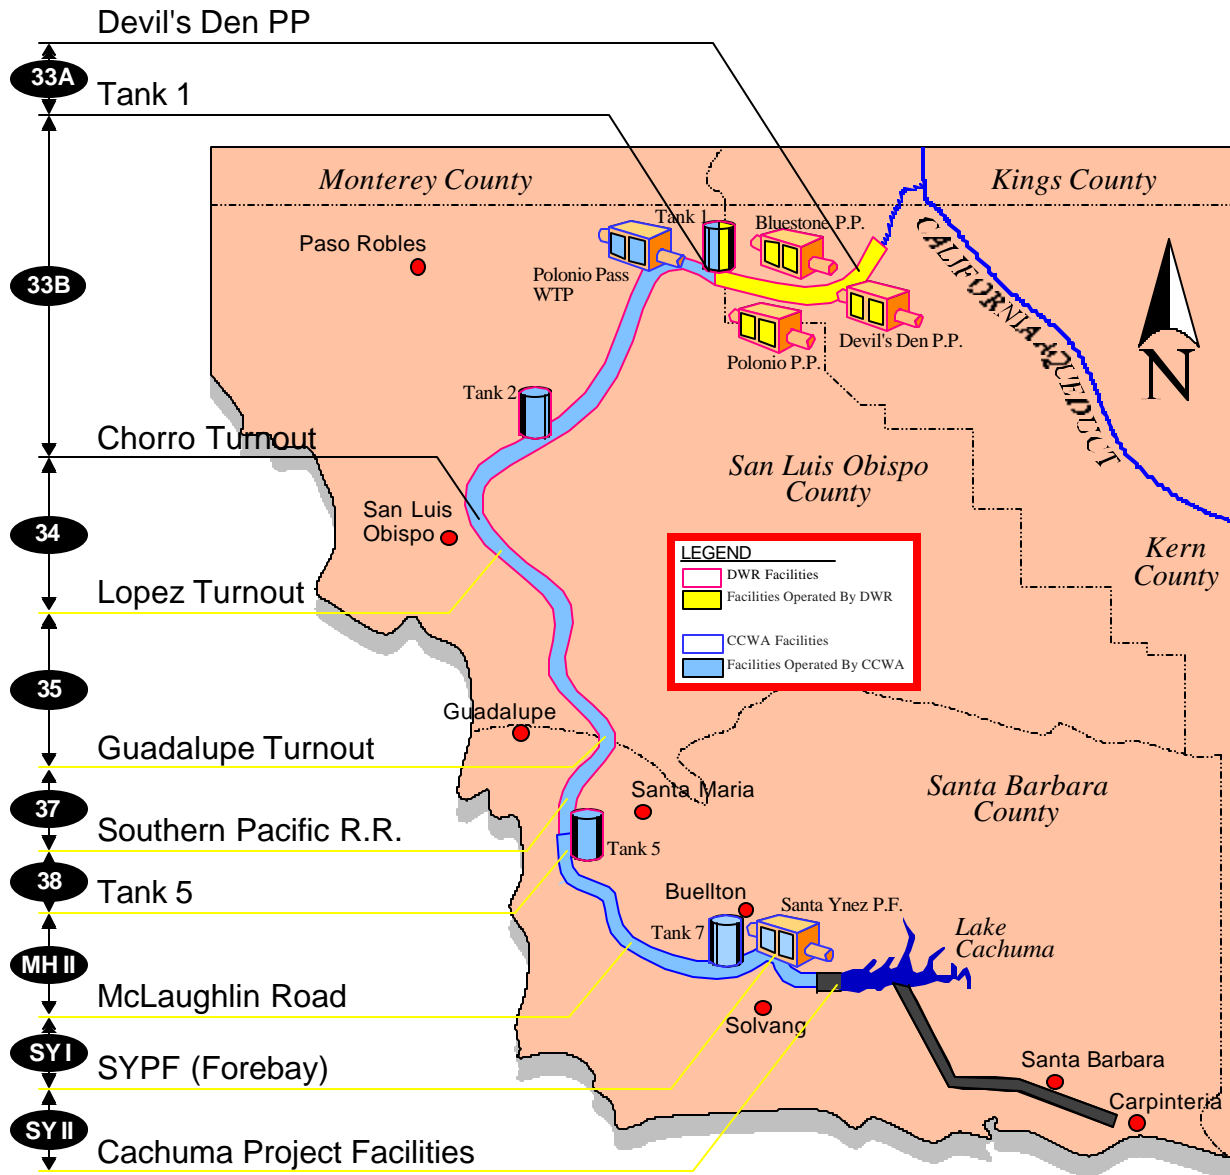 Devil's Den PP
33A
Tank 1
33B
Chorro Turnout
34
Lopez Turnout
35
Guadalupe Turnout
37
Southern Pacific R.R.
38
Tank 5
MH II
McLaughlin Road
SY I
SYPF (Forebay)
SY II
Cachuma Project Facilities
Monterey County
Kings County
Paso Robles
Tank 1
Bluestone P.P.
Polonio Pass
WTP
CALIFORNIA AQUEDUCT
Polonio P.P.
Devil's Den P.P.
N
Tank 2
San Luis Obispo
County
San Luis
Obispo
Kern
County
LEGEND
DWR Facilities
Facilities Operated By DWR
CCWA Facilities
Facilities Operated By CCWA
Guadalupe
Santa Maria
Santa Barbara
County
Tank 5
Buellton
Santa Ynez P.F.
Tank 7
Lake
Cachuma
Solvang
Santa Barbara
Carpinteria